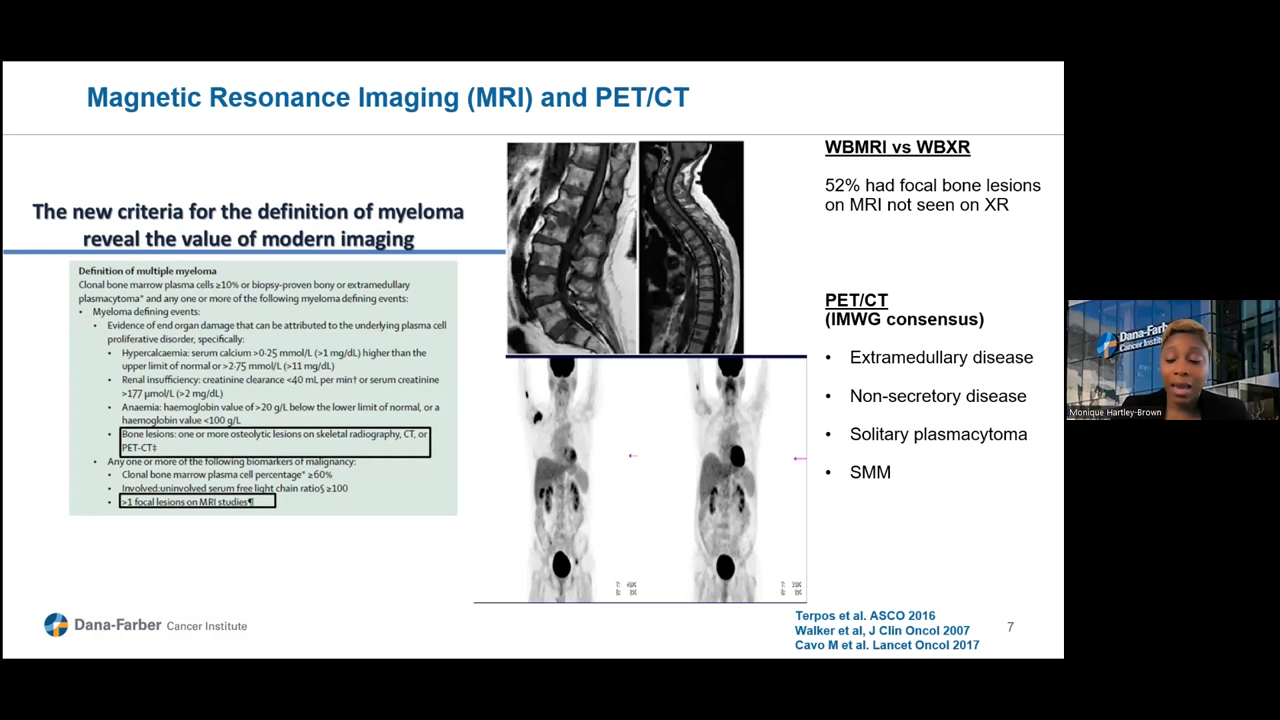 Magnetic Resonance Imaging (MRI) and PET/CT
The new criteria for the definition of myeloma
reveal the value of modern imaging
Definition of multiple myeloma
Clonal bone marrow plasma cells ≥10% or biopsy-proven bony or extramedullary
plasmacytoma* and any one or more of the following myeloma defining events:
• Myeloma defining events:
• Evidence of end organ damage that can be attributed to the underlying plasma cell
proliferative disorder, specifically:
• Hypercalcaemia: serum calcium >0·25 mmol/L (>1 mg/dL) higher than the
upper limit of normal or >2·75 mmol/L (>11 mg/dL)
• Renal insufficiency: creatinine clearance <40 mL per min† or serum creatinine
>177 μmol/L (>2 mg/dL)
• Anaemia: haemoglobin value of >20 g/L below the lower limit of normal, or a
haemoglobin value <100 g/L
• Bone lesions: one or more osteolytic lesions on skeletal radiography, CT, or
PET-CT‡
• Any one or more of the following biomarkers of malignancy:
• Clonal bone marrow plasma cell percentage* ≥60%
• Involved:uninvolved serum free light chain ratio§ ≥100
• >1 focal lesions on MRI studies¶
WBMRI vs WBXR
52% had focal bone lesions
on MRI not seen on XR
PET/CT
(IMWG consensus)
• Extramedullary disease
• Non-secretory disease
• Solitary plasmacytoma
• SMM
Dana-Farber Cancer Institute
Terpos et al. ASCO 2016
Walker et al, J Clin Oncol 2007
Cavo M et al. Lancet Oncol 2017
7
Dana-Farber
Cancer Institute
Monique Hartley-Brown